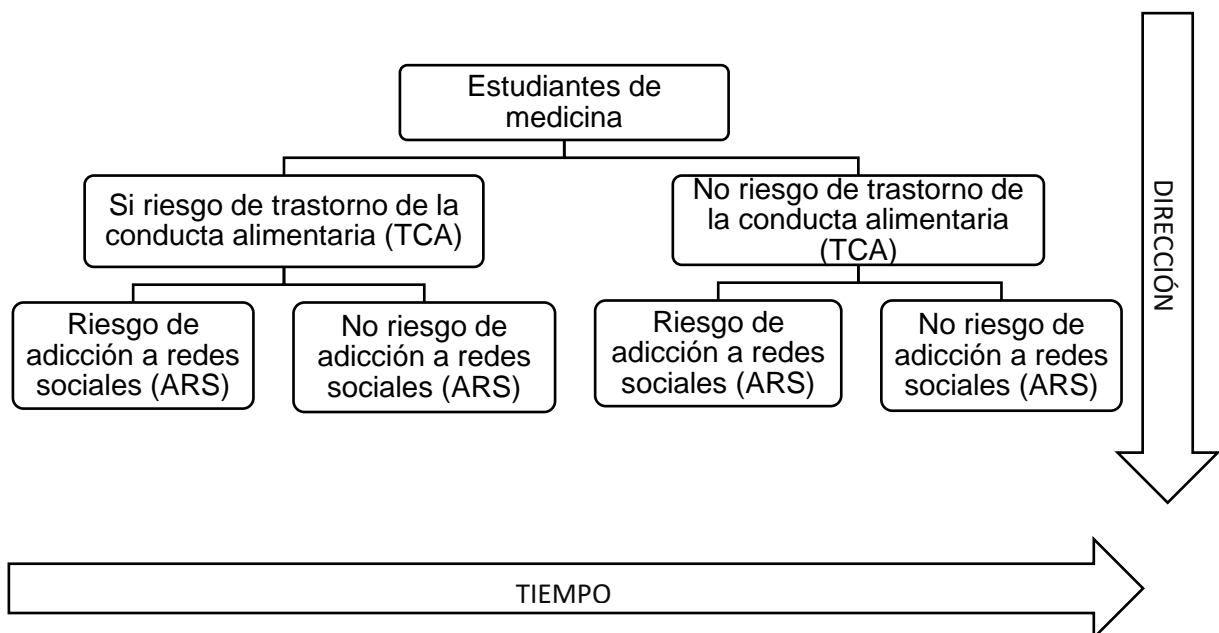 Estudiantes de
medicina
Si riesgo de trastorno de la
conducta alimentaria (TCA)
No riesgo de trastorno de
la conducta alimentaria
(TCA)
Riesgo de
adicción a redes
sociales (ARS)
No riesgo de
adicción a redes
sociales (ARS)
Riesgo de
adicción a redes
sociales (ARS)
No riesgo de
adicción a redes
sociales (ARS)
DIRECCIÓN
TIEMPO